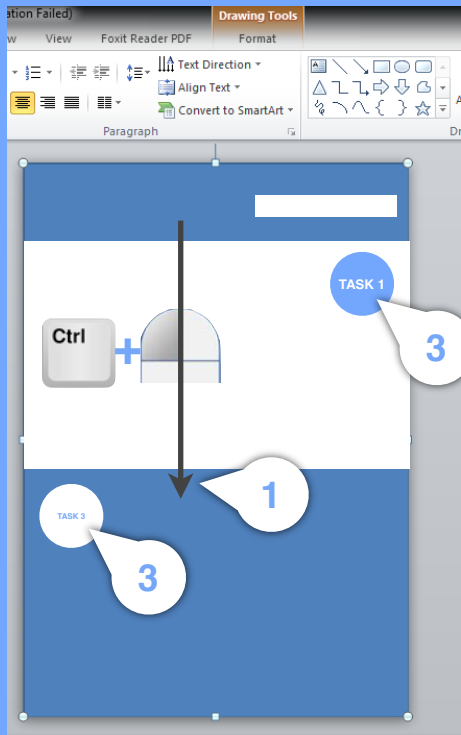 ation Failed)
Drawing Tools
w View Foxit Reader PDF Format
Text Direction
Align Text
Convert to SmartArt
A
Paragraph
Dr
TASK 1
3
Ctrl
+
1
TASK 3
3